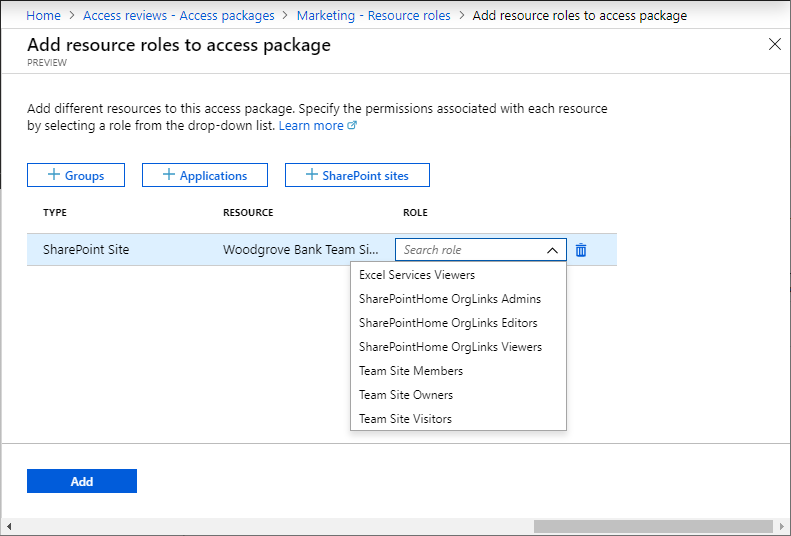 Home > Access reviews - Access packages > Marketing - Resource roles > Add resource roles to access package
Add resource roles to access package
PREVIEW
Add different resources to this access package. Specify the permissions associated with each resource
by selecting a role from the drop-down list. Learn more
+ Groups + Applications + SharePoint sites
TYPE RESOURCE ROLE
SharePoint Site Woodgrove Bank Team Si... Search role
Excel Services Viewers
SharePointHome OrgLinks Admins
SharePointHome OrgLinks Editors
SharePointHome OrgLinks Viewers
Team Site Members
Team Site Owners
Team Site Visitors
Add